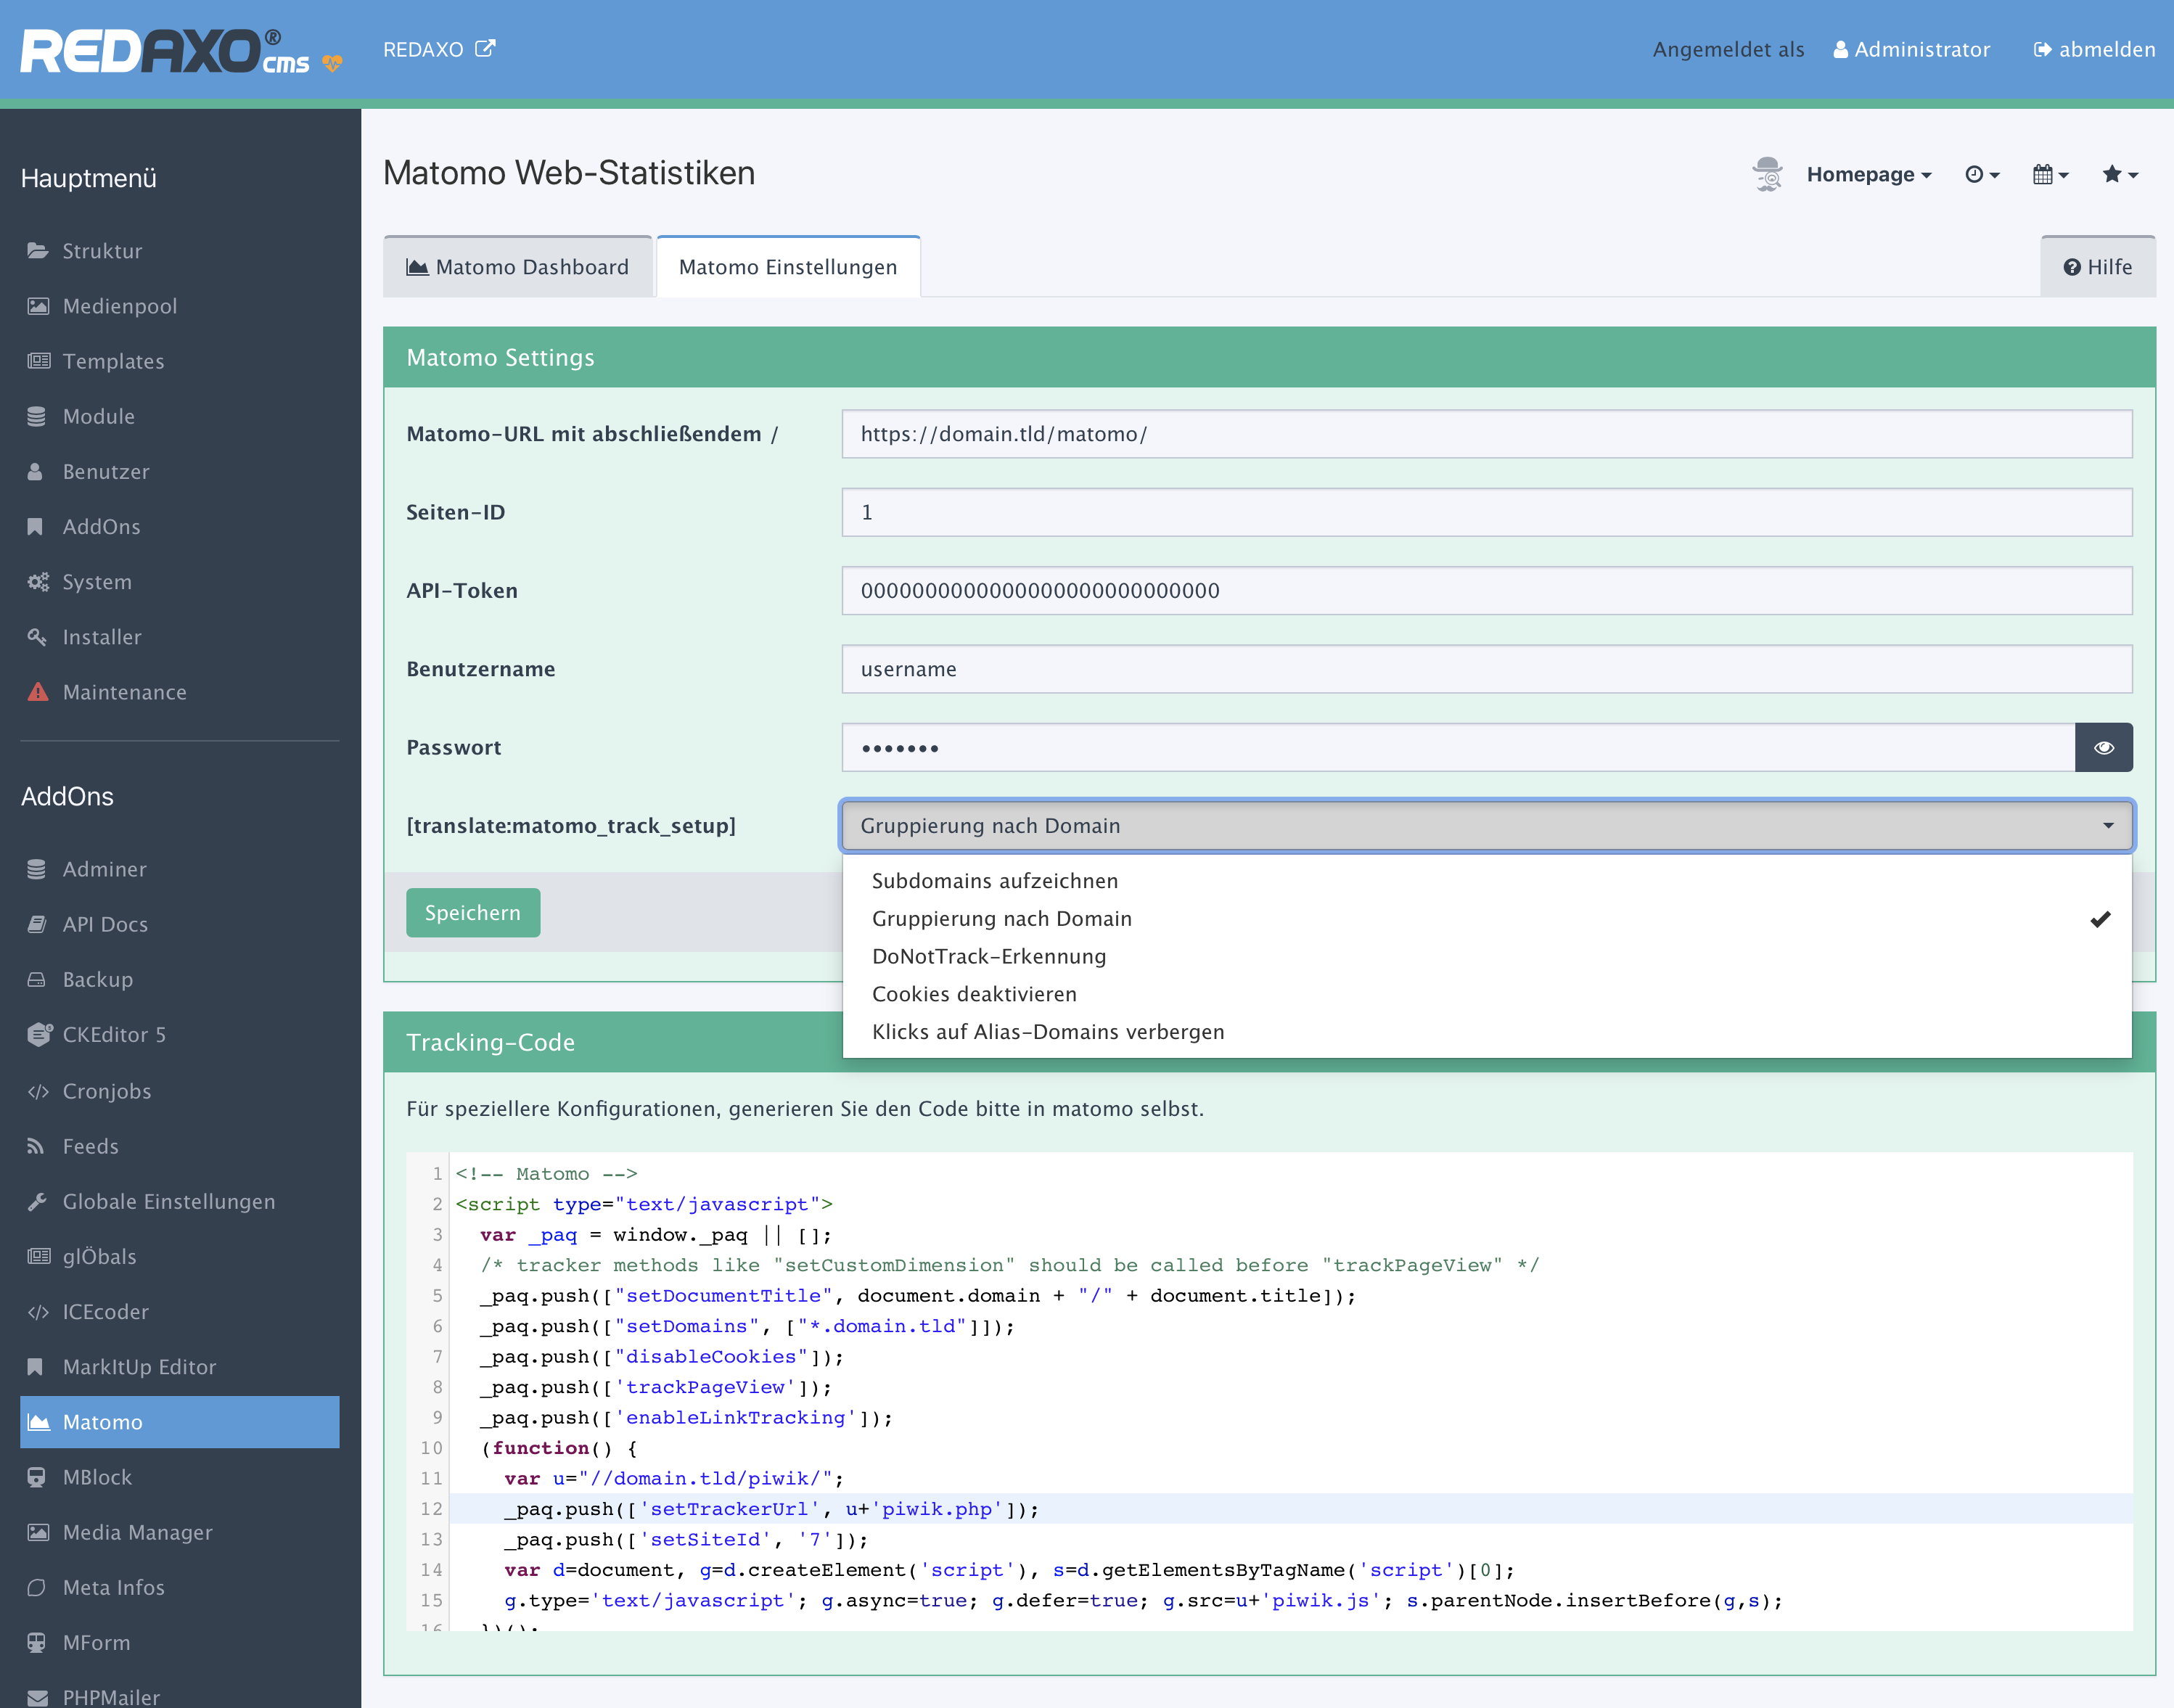 REDAXO® cms
REDAXO
Angemeldet als Administrator abmelden
Hauptmenü
Struktur
Medienpool
Templates
Module
Benutzer
AddOns
System
Installer
Maintenance
AddOns
Adminer
API Docs
Backup
CKEditor 5
Cronjobs
Feeds
Globale Einstellungen
glÖbals
ICEcoder
MarkItUp Editor
Matomo
MBlock
Media Manager
Meta Infos
MForm
PHPMailer
Matomo Web-Statistiken
Homepage
Matomo Dashboard
Matomo Einstellungen
Hilfe
Matomo Settings
Matomo-URL mit abschließendem / https://domain.tld/matomo/
Seiten-ID 1
API-Token 0000000000000000000000000000
Benutzername username
Passwort •••••••
[translate:matomo_track_setup] Gruppierung nach Domain
Subdomains aufzeichnen
Gruppierung nach Domain
DoNotTrack-Erkennung
Cookies deaktivieren
Klicks auf Alias-Domains verbergen
Speichern
Tracking-Code
Für speziellere Konfigurationen, generieren Sie den Code bitte in matomo selbst.
1 <!-- Matomo -->
2 <script type="text/javascript">
3 var _paq = window._paq || [];
4 /* tracker methods like "setCustomDimension" should be called before "trackPageView" */
5 _paq.push(["setDocumentTitle", document.domain + "/" + document.title]);
6 _paq.push(["setDomains", ["*.domain.tld"]]);
7 _paq.push(["disableCookies"]);
8 _paq.push(['trackPageView']);
9 _paq.push(['enableLinkTracking']);
10 (function() {
11 var u="//domain.tld/piwik/";
12 _paq.push(['setTrackerUrl', u+'piwik.php']);
13 _paq.push(['setSiteId', '7']);
14 var d=document, g=d.createElement('script'), s=d.getElementsByTagName('script')[0];
15 g.type='text/javascript'; g.async=true; g.defer=true; g.src=u+'piwik.js'; s.parentNode.insertBefore(g,s);
16 })();